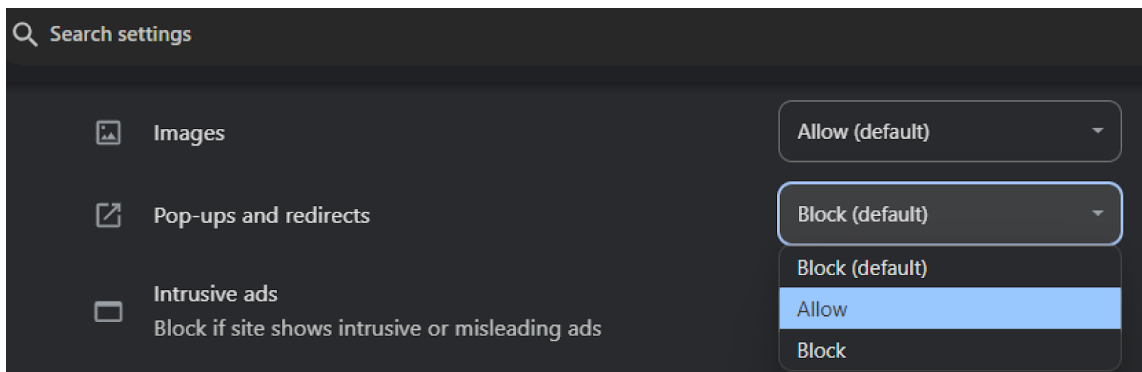 Search settings
Images
Allow (default)
Pop-ups and redirects
Block (default)
Block (default)
Allow
Block
Intrusive ads
Block if site shows intrusive or misleading ads